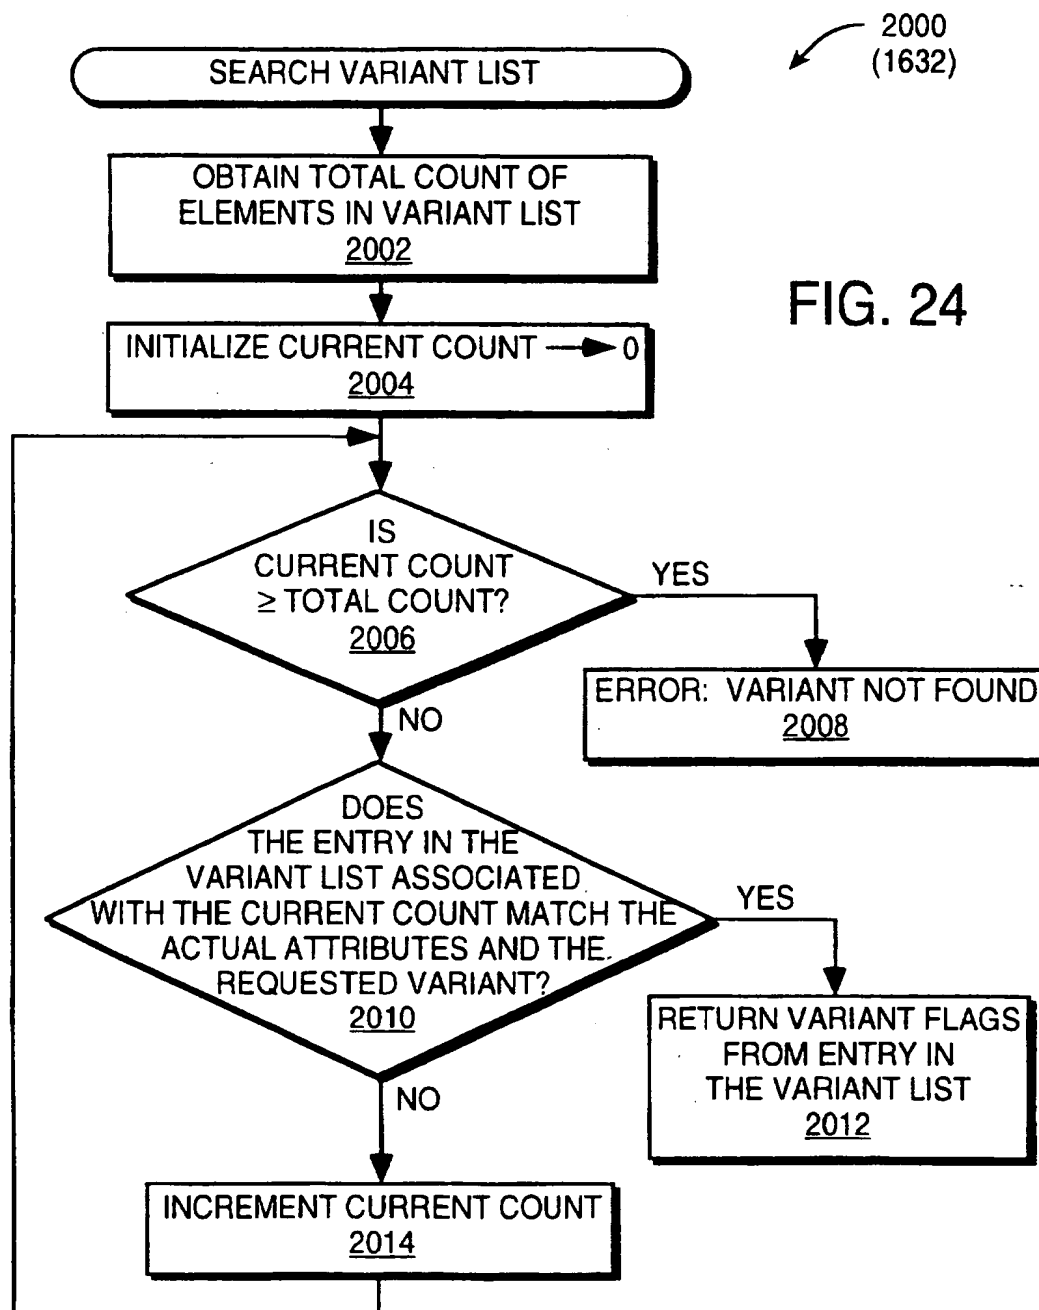 2000
(1632)
SEARCH VARIANT LIST
OBTAIN TOTAL COUNT OF
ELEMENTS IN VARIANT LIST
2002
FIG. 24
INITIALIZE CURRENT COUNT → 0
2004
IS
CURRENT COUNT
≥ TOTAL COUNT?
2006
YES
ERROR: VARIANT NOT FOUND
2008
NO
DOES
THE ENTRY IN THE
VARIANT LIST ASSOCIATED
WITH THE CURRENT COUNT MATCH THE
ACTUAL ATTRIBUTES AND THE
REQUESTED VARIANT?
2010
YES
RETURN VARIANT FLAGS
FROM ENTRY IN
THE VARIANT LIST
2012
NO
INCREMENT CURRENT COUNT
2014